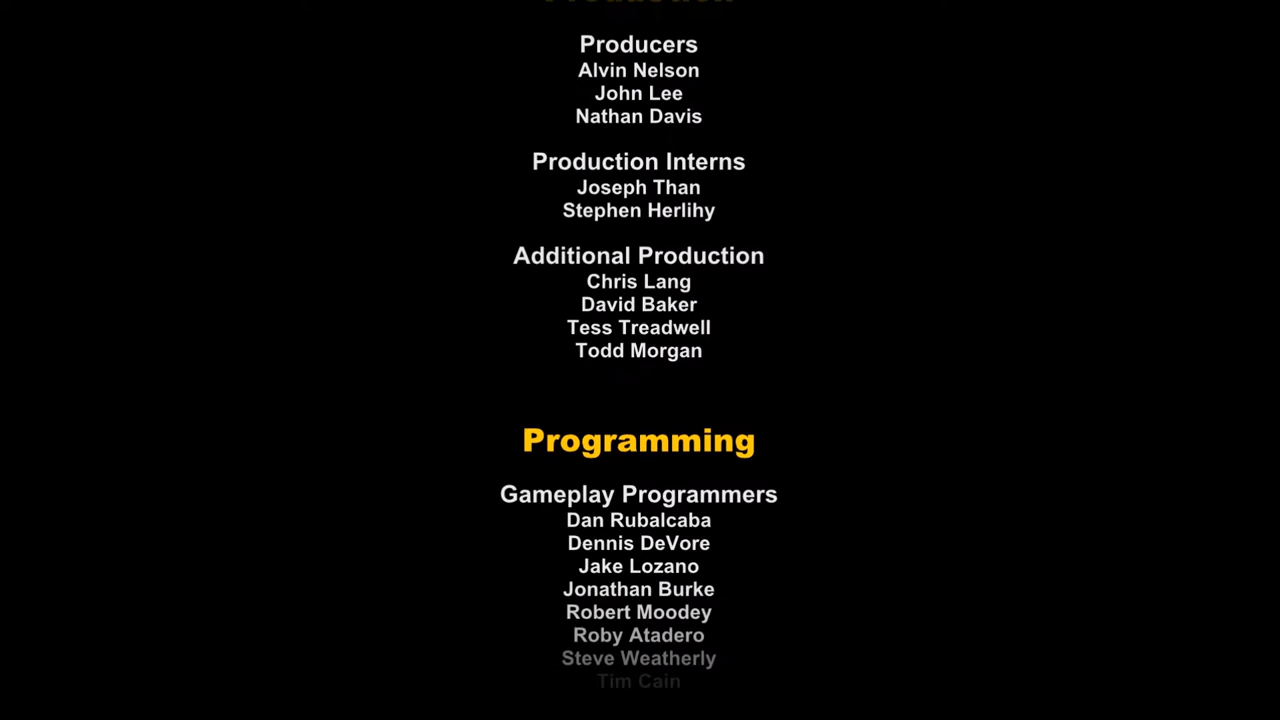 Producers
Alvin Nelson
John Lee
Nathan Davis
Production Interns
Joseph Than
Stephen Herlihy
Additional Production
Chris Lang
David Baker
Tess Treadwell
Todd Morgan
Programming
Gameplay Programmers
Dan Rubalcaba
Dennis DeVore
Jake Lozano
Jonathan Burke
Robert Moodey
Roby Atadero
Steve Weatherly
Tim Cain